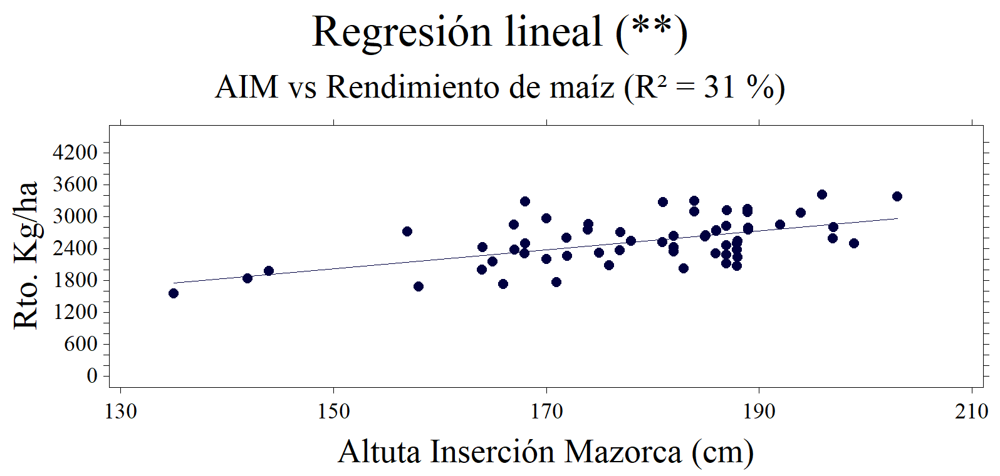 Regresión lineal (**)
AIM vs Rendimiento de maíz (R² = 31 %)
Rto. Kg/ha
4200
3600
3000
2400
1800
1200
600
0
130 150 170 190 210
Altuta Inserción Mazorca (cm)